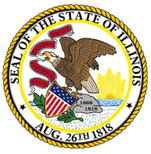 SEAL OF THE STATE OF ILLINOIS
1868
1818
AUG. 26TH 1818